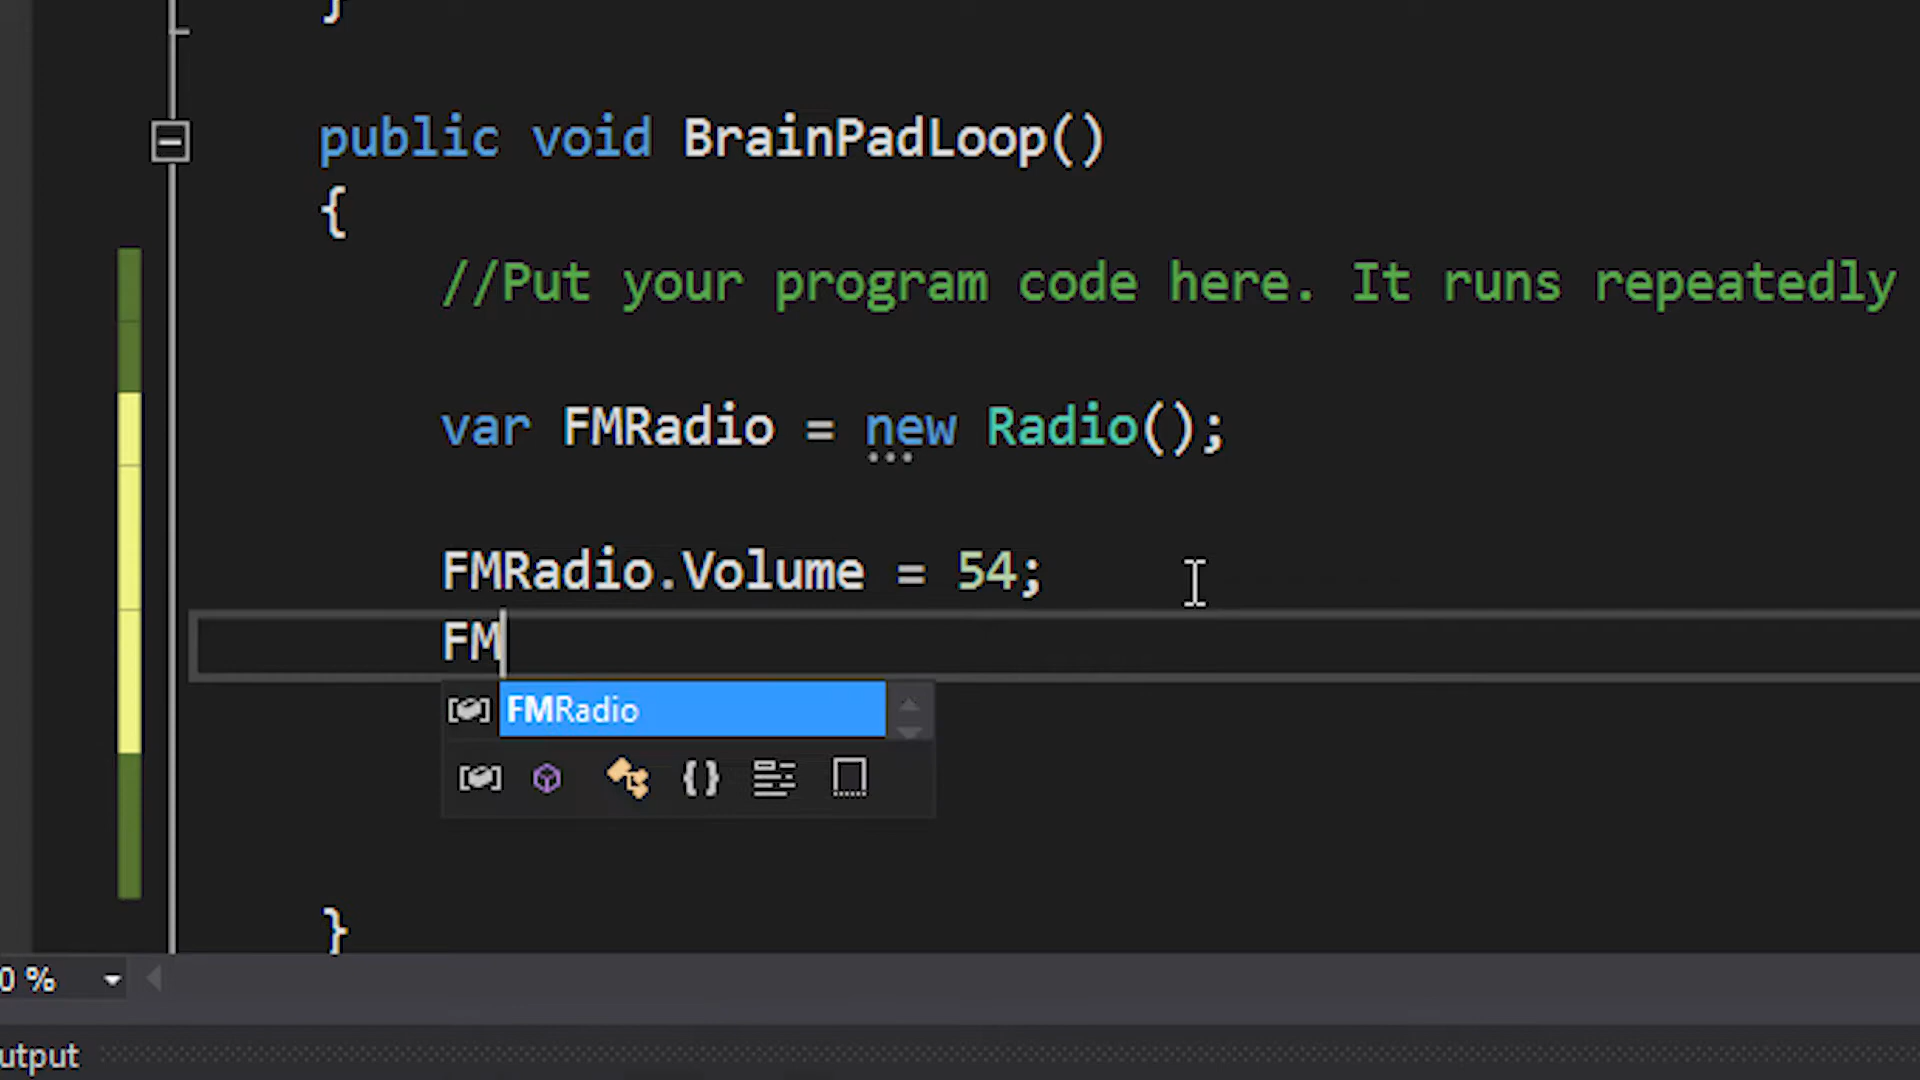 }
public void BrainPadLoop()
{
//Put your program code here. It runs repeatedly
var FMRadio = new Radio();
FMRadio.Volume = 54;
FM
FMRadio
}
0 %
utput